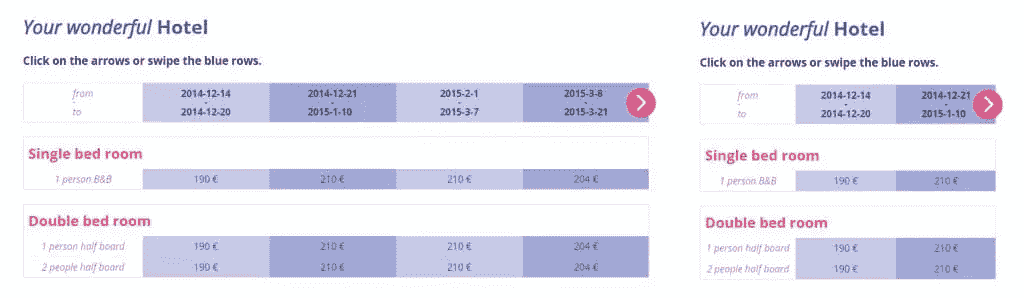 Your wonderful Hotel
Click on the arrows or swipe the blue rows.
from 2014-12-14 2014-12-21 2015-2-1 2015-3-8
- - - - -
to 2014-12-20 2015-1-10 2015-3-7 2015-3-21
Single bed room
1 person B&B 190 € 210 € 210 € 204 €
Double bed room
1 person half board 190 € 210 € 210 € 204 €
2 people half board 190 € 210 € 210 € 204 €
Your wonderful Hotel
Click on the arrows or swipe the blue rows.
from 2014-12-14 2014-12-21
- - -
to 2014-12-20 2015-1-10
Single bed room
1 person B&B 190 € 210 €
Double bed room
1 person half board 190 € 210 €
2 people half board 190 € 210 €